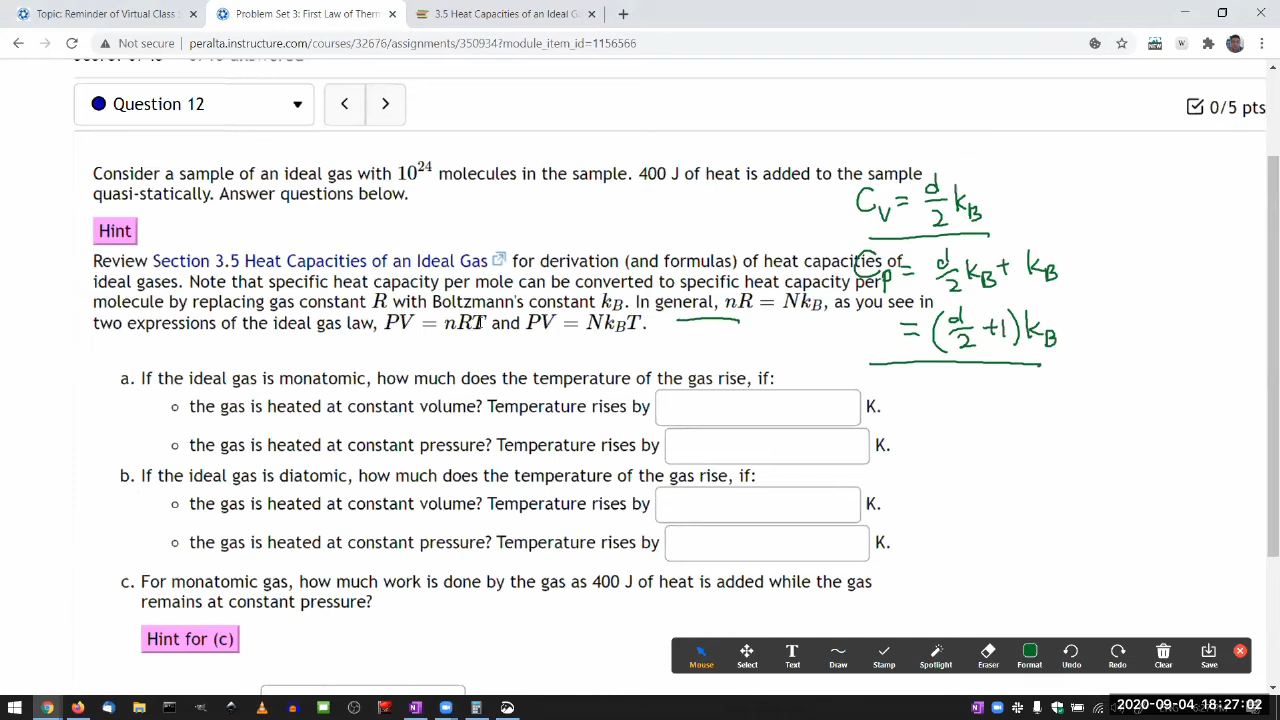 Topic: Reminder of Virtual Class S
Problem Set 3: First Law of Therm
3.5 Heat Capacities of an Ideal G
Not secure
peralta.instructure.com/courses/32676/assignments/350934?module_item_id=1156566
Question 12
0/5 pts
Consider a sample of an ideal gas with 10^24 molecules in the sample. 400 J of heat is added to the sample
quasi-statically. Answer questions below.
C_V = d/2 k_B
Hint
Review Section 3.5 Heat Capacities of an Ideal Gas for derivation (and formulas) of heat capacities of
C_P = d/2 k_B + k_B
ideal gases. Note that specific heat capacity per mole can be converted to specific heat capacity per
molecule by replacing gas constant R with Boltzmann's constant k_B. In general, nR = Nk_B, as you see in
two expressions of the ideal gas law, PV = nRT and PV = Nk_BT.
= (d/2 + 1) k_B
a. If the ideal gas is monatomic, how much does the temperature of the gas rise, if:
the gas is heated at constant volume? Temperature rises by K.
the gas is heated at constant pressure? Temperature rises by K.
b. If the ideal gas is diatomic, how much does the temperature of the gas rise, if:
the gas is heated at constant volume? Temperature rises by K.
the gas is heated at constant pressure? Temperature rises by K.
c. For monatomic gas, how much work is done by the gas as 400 J of heat is added while the gas
remains at constant pressure?
Hint for (c)
Mouse Select Text Draw Stamp Spotlight Eraser Format Undo Redo Clear Save
2020-09-04 18:27:02